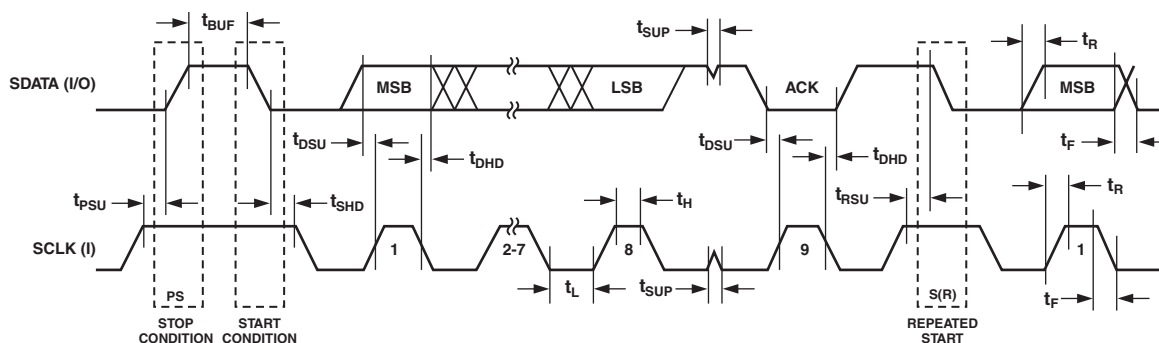 tBUF
tSUP
tR
SDATA (I/O)
MSB
LSB
ACK
MSB
tDSU
tDHD
tDSU
tDHD
tF
tPSU
tSHD
tH
tRSU
tR
SCLK (I)
1
2-7
8
9
1
PS
tL
tSUP
S(R)
tF
STOP
CONDITION
START
CONDITION
REPEATED
START